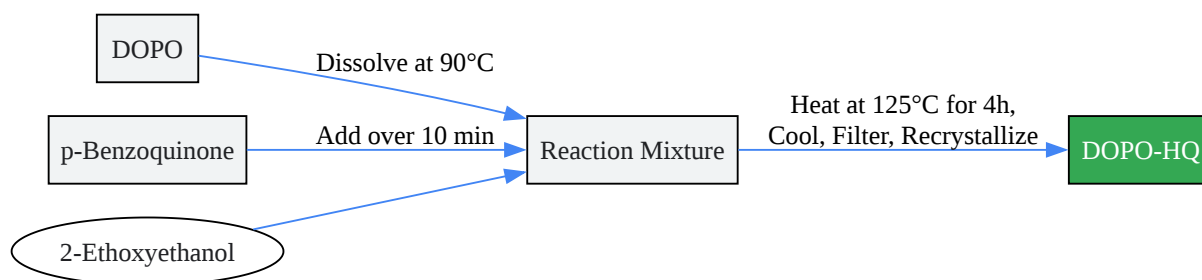 DOPO
Dissolve at 90°C
p-Benzoquinone
Add over 10 min
2-Ethoxyethanol
Reaction Mixture
Heat at 125°C for 4h,
Cool, Filter, Recrystallize
DOPO-HQ